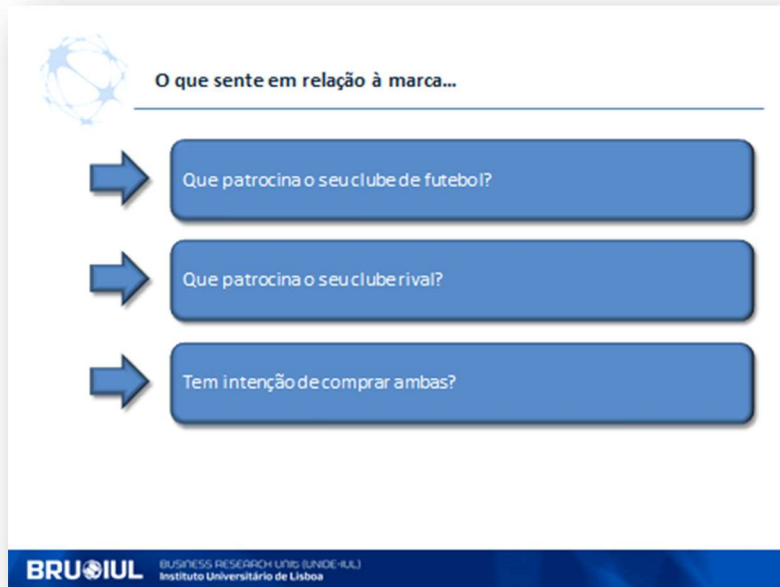 O que sente em relação à marca...
Que patrocina o seu clube de futebol?
Que patrocina o seu clube rival?
Tem intenção de comprar ambas?
BRU IUL
BUSINESS RESEARCH UNIT (UNIDE-IUL)
Instituto Universitário de Lisboa